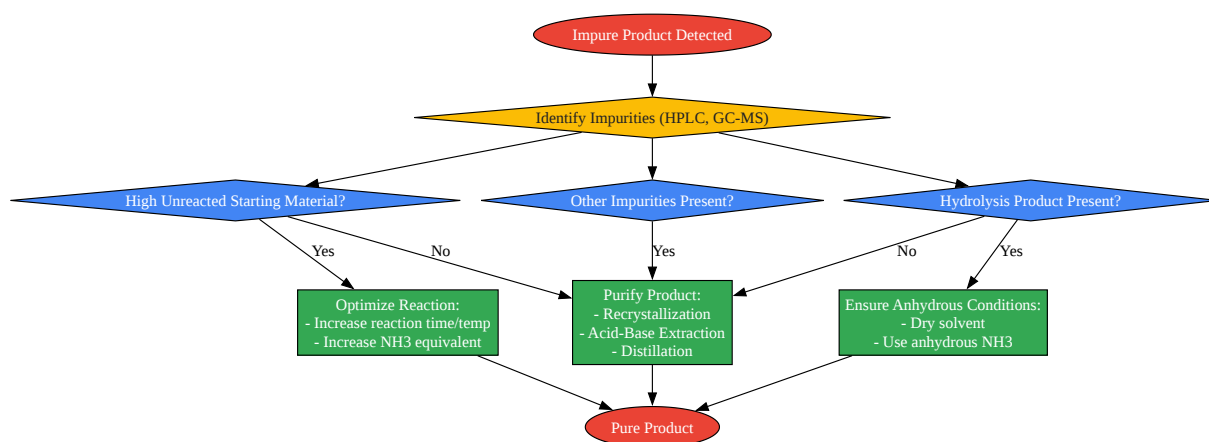 Impure Product Detected
Identify Impurities (HPLC, GC-MS)
High Unreacted Starting Material?
Other Impurities Present?
Hydrolysis Product Present?
Yes
No
Yes
No
Yes
Optimize Reaction:
- Increase reaction time/temp
- Increase NH3 equivalent
Purify Product:
- Recrystallization
- Acid-Base Extraction
- Distillation
Ensure Anhydrous Conditions:
- Dry solvent
- Use anhydrous NH3
Pure Product